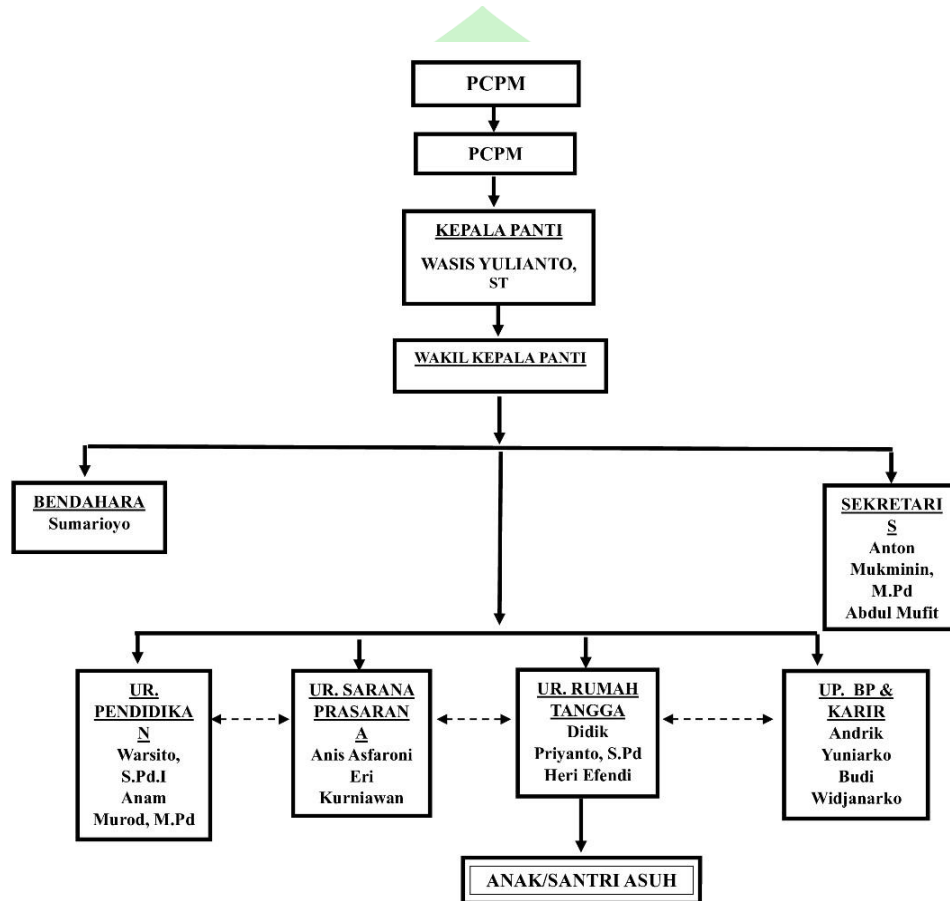 PCPM
PCPM
KEPALA PANTI
WASIS YULIANTO,
ST
WAKIL KEPALA PANTI
BENDAHARA
Sumarioyo
SEKRETARI
S
Anton
Mukminin,
M.Pd
Abdul Mufit
UR.
PENDIDIKA
N
Warsito,
S.Pd.I
Anam
Murod, M.Pd
UR. SARANA
PRASARAN
A
Anis Asfaroni
Eri
Kurniawan
UR. RUMAH
TANGGA
Didik
Priyanto, S.Pd
Heri Efendi
UP. BP &
KARIR
Andrik
Yuniarko
Budi
Widjanarko
ANAK/SANTRI ASUH